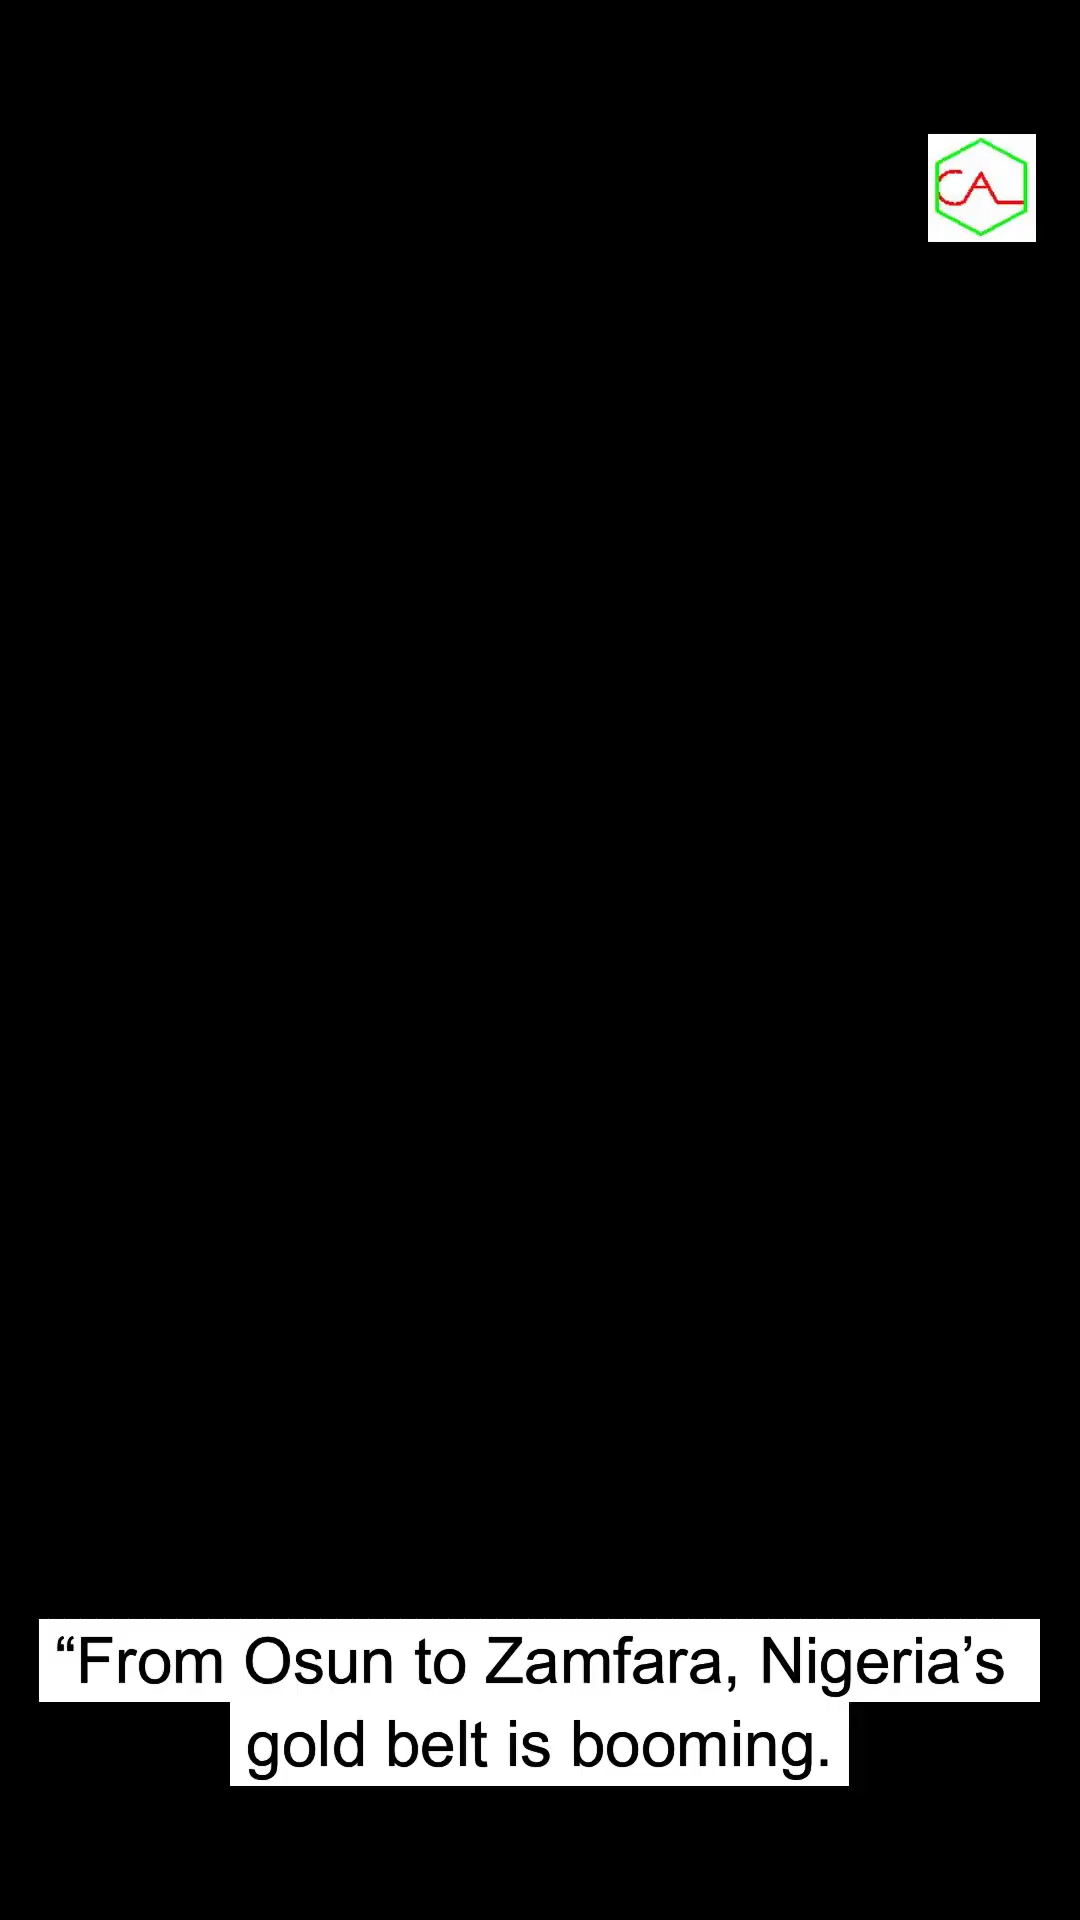 CAL
“From Osun to Zamfara, Nigeria’s
gold belt is booming.